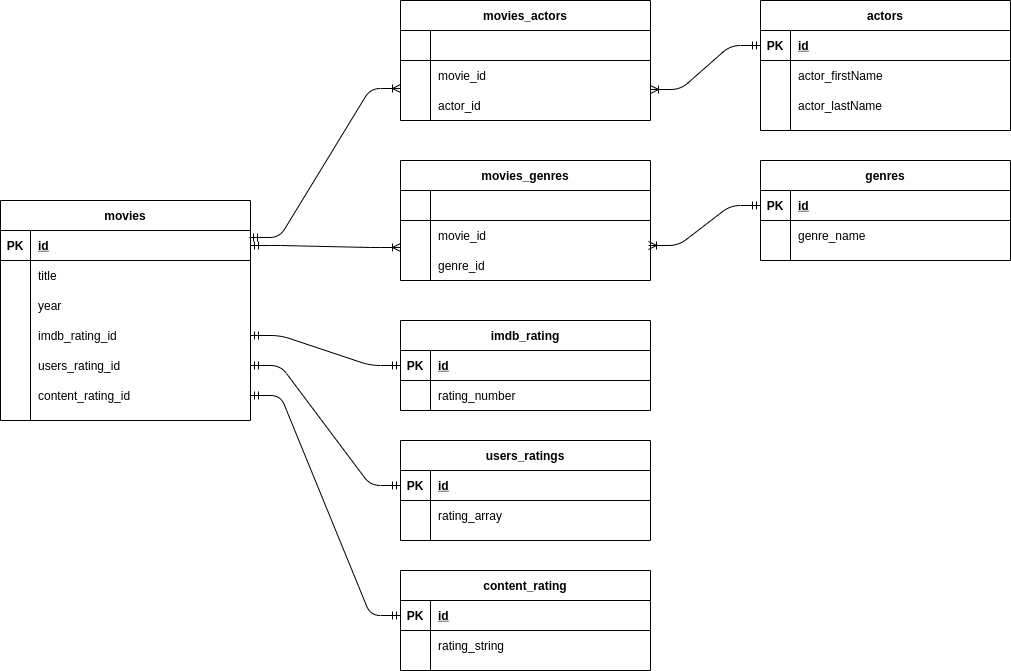 movies
PK id
title
year
imdb_rating_id
users_rating_id
content_rating_id
movies_actors
movie_id
actor_id
actors
PK id
actor_firstName
actor_lastName
movies_genres
movie_id
genre_id
genres
PK id
genre_name
imdb_rating
PK id
rating_number
users_ratings
PK id
rating_array
content_rating
PK id
rating_string